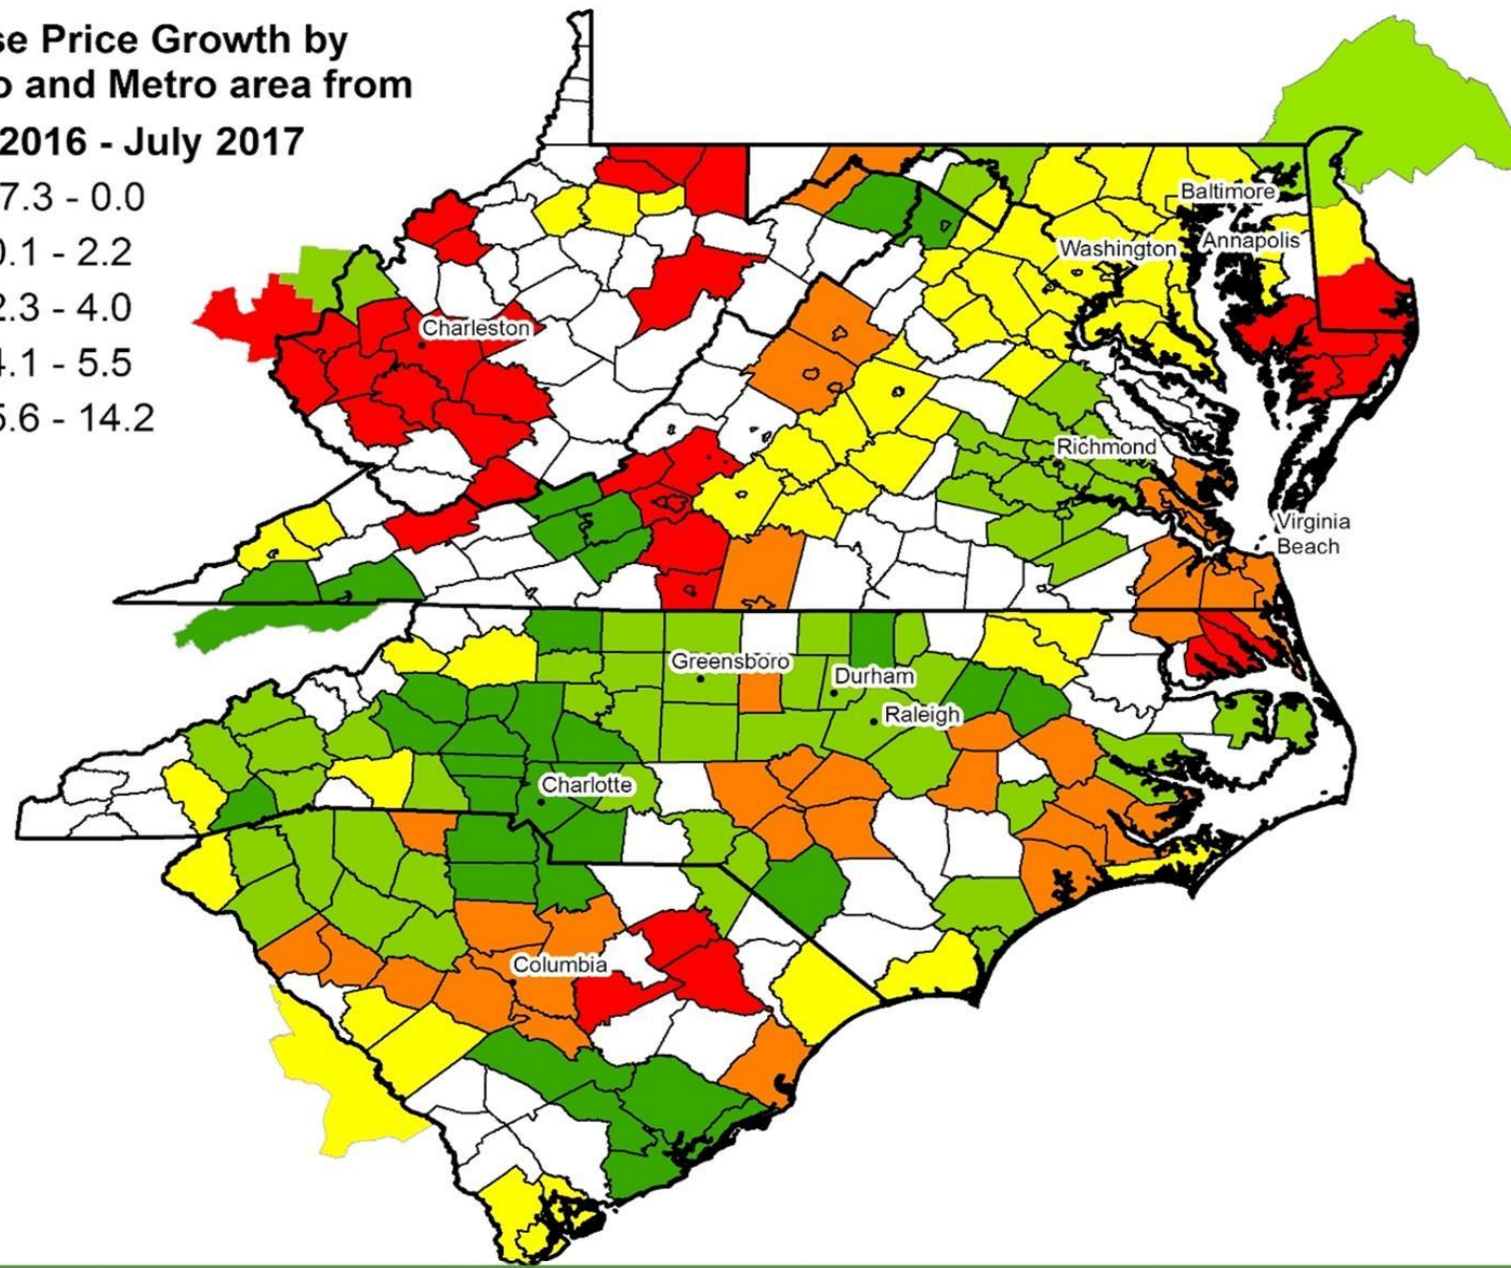 se Price Growth by
o and Metro area from
2016 - July 2017
7.3 - 0.0
0.1 - 2.2
2.3 - 4.0
4.1 - 5.5
5.6 - 14.2
Baltimore
Washington
Annapolis
Charleston
Richmond
Virginia
Beach
Greensboro
Durham
Raleigh
Charlotte
Columbia